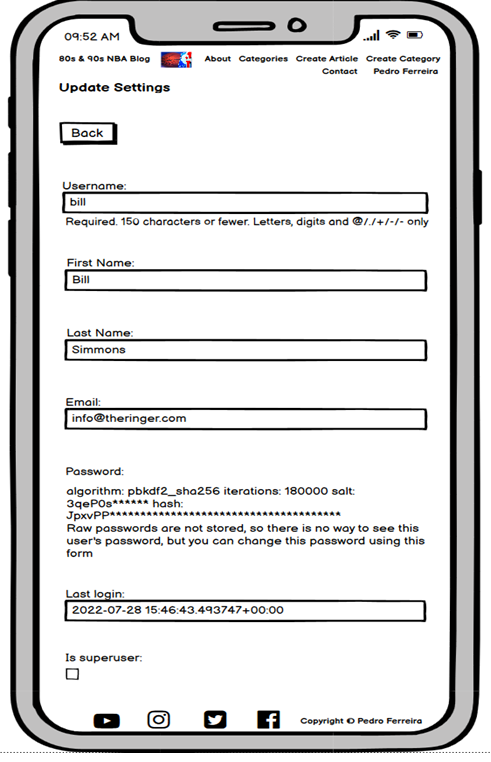 09:52 AM
80s & 90s NBA Blog About Categories Create Article Create Category
Contact Pedro Ferreira
Update Settings
Back
Username:
bill
Required. 150 characters or fewer. Letters, digits and @/./+/-/- only
First Name:
Bill
Last Name:
Simmons
Email:
info@theringer.com
Password:
algorithm: pbkdf2_sha256 iterations: 180000 salt:
3qeP0s****** hash:
JpxvPP**************************************
Raw passwords are not stored, so there is no way to see this
user's password, but you can change this password using this
form
Last login:
2022-07-28 15:46:43.493747+00:00
Is superuser:
Copyright © Pedro Ferreira